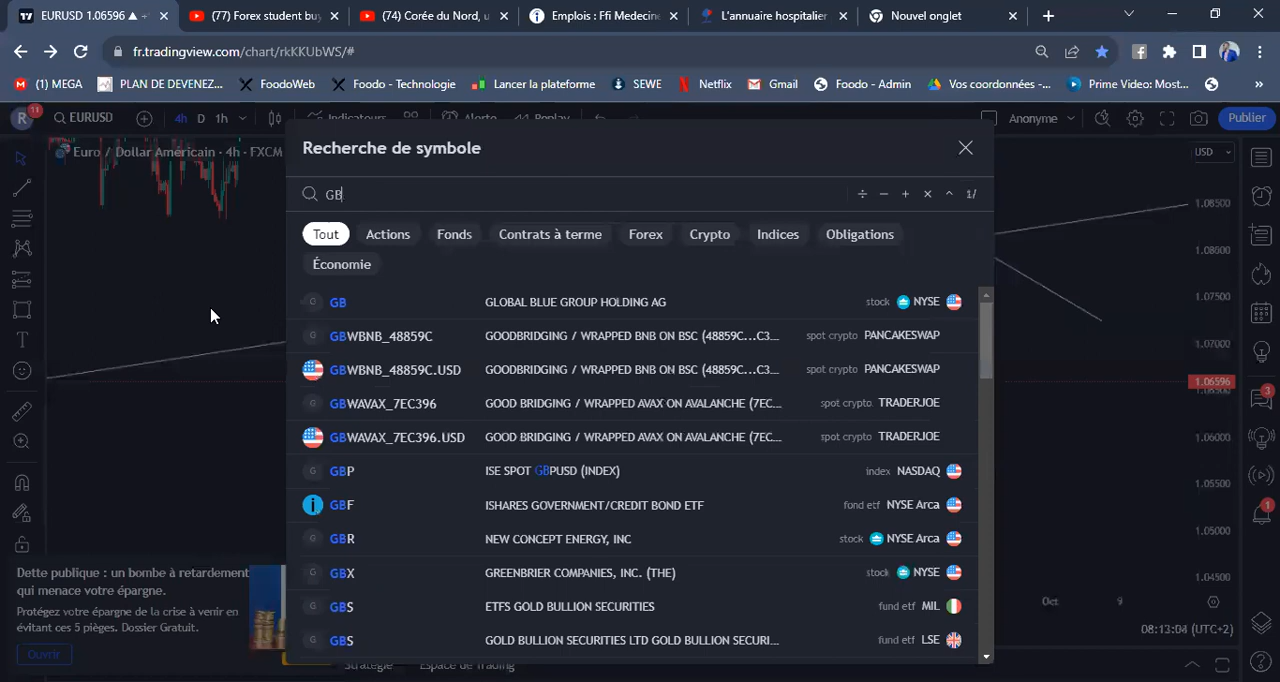 EURUSD 1.06596 ▲ +
(77) Forex student bu
(74) Corée du Nord, u
Emplois : Ffi Medecin
L'annuaire hospitalier
Nouvel onglet
fr.tradingview.com/chart/rkKKUbWS/#
(1) MEGA
PLAN DE DEVENEZ...
FoodoWeb
Foodo - Technologie
Lancer la plateforme
SEWE
Netflix
Gmail
Foodo - Admin
Vos coordonnées -...
Prime Video: Most...
»
R 11
EURUSD
4h D 1h
Indicateurs
Alerte
Replay
Anonyme
Publier
Euro / Dollar Américain · 4h · FXCM
USD
Recherche de symbole
GB
÷ − + × ^ 1/
Tout Actions Fonds Contrats à terme Forex Crypto Indices Obligations
Économie
G GB GLOBAL BLUE GROUP HOLDING AG stock NYSE
G GBWBNB_48859C GOODBRIDGING / WRAPPED BNB ON BSC (48859C...C3... spot crypto PANCAKESWAP
GBWBNB_48859C.USD GOODBRIDGING / WRAPPED BNB ON BSC (48859C...C3... spot crypto PANCAKESWAP
G GBWAVAX_7EC396 GOOD BRIDGING / WRAPPED AVAX ON AVALANCHE (7EC... spot crypto TRADERJOE
GBWAVAX_7EC396.USD GOOD BRIDGING / WRAPPED AVAX ON AVALANCHE (7EC... spot crypto TRADERJOE
G GBP ISE SPOT GBPUSD (INDEX) index NASDAQ
i GBF ISHARES GOVERNMENT/CREDIT BOND ETF fond etf NYSE Arca
G GBR NEW CONCEPT ENERGY, INC stock NYSE Arca
G GBX GREENBRIER COMPANIES, INC. (THE) stock NYSE
G GBS ETFS GOLD BULLION SECURITIES fund etf MIL
G GBS GOLD BULLION SECURITIES LTD GOLD BULLION SECURI... fund etf LSE
1.08500
1.08000
1.07500
1.07000
1.06596
1.06000
1.05500
1.05000
1.04500
Oct 9
08:13:04 (UTC+2)
3
1
Dette publique : un bombe à retardement
qui menace votre épargne.
Protégez votre épargne de la crise à venir en
évitant ces 5 pièges. Dossier Gratuit.
Ouvrir
Stratégie
Espace de Trading